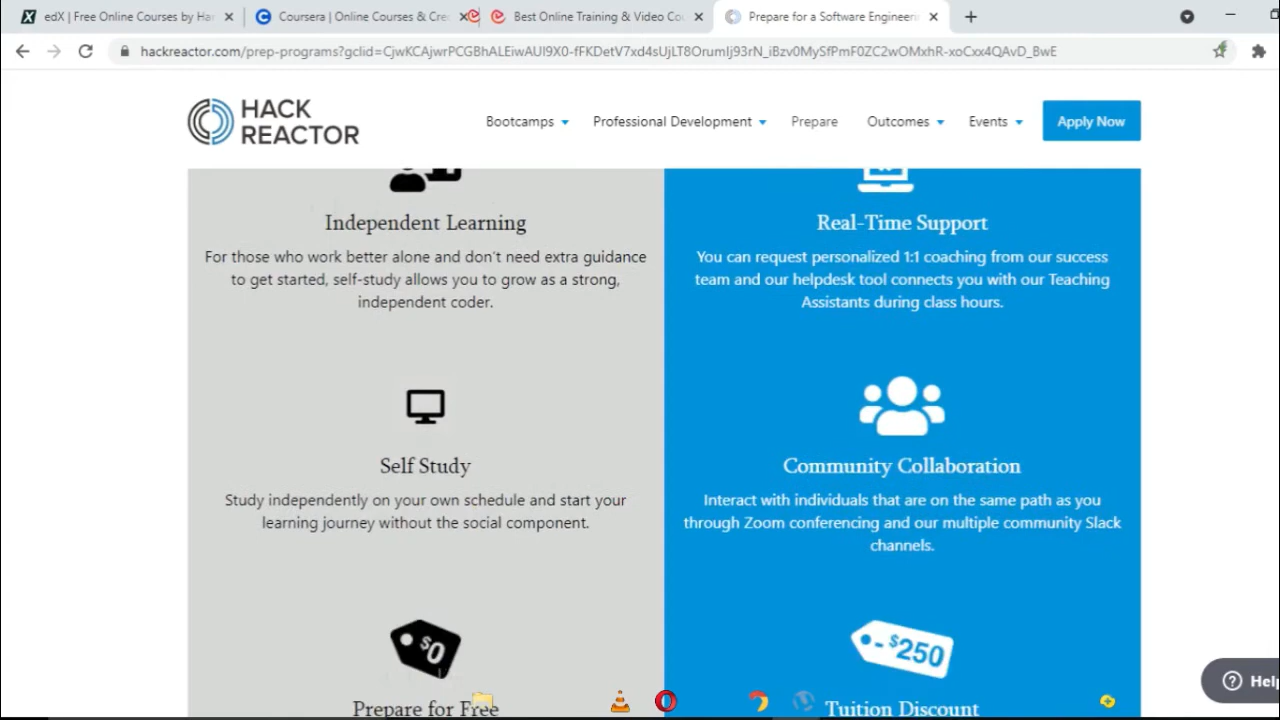 edX | Free Online Courses by Ha
Coursera | Online Courses & Cre
Best Online Training & Video Co
Prepare for a Software Engineerin
hackreactor.com/prep-programs?gclid=CjwKCAjwrPCGBhALEiwAUl9X0-fFKDetV7xd4sUjLT8OrumIj93rN_iBzv0MySfPmF0ZC2wOMxhR-xoCxx4QAvD_BwE
HACK
REACTOR
Bootcamps
Professional Development
Prepare
Outcomes
Events
Apply Now
Independent Learning
For those who work better alone and don't need extra guidance
to get started, self-study allows you to grow as a strong,
independent coder.
Real-Time Support
You can request personalized 1:1 coaching from our success
team and our helpdesk tool connects you with our Teaching
Assistants during class hours.
Self Study
Study independently on your own schedule and start your
learning journey without the social component.
Community Collaboration
Interact with individuals that are on the same path as you
through Zoom conferencing and our multiple community Slack
channels.
$0
Prepare for Free
-$250
Tuition Discount
Help